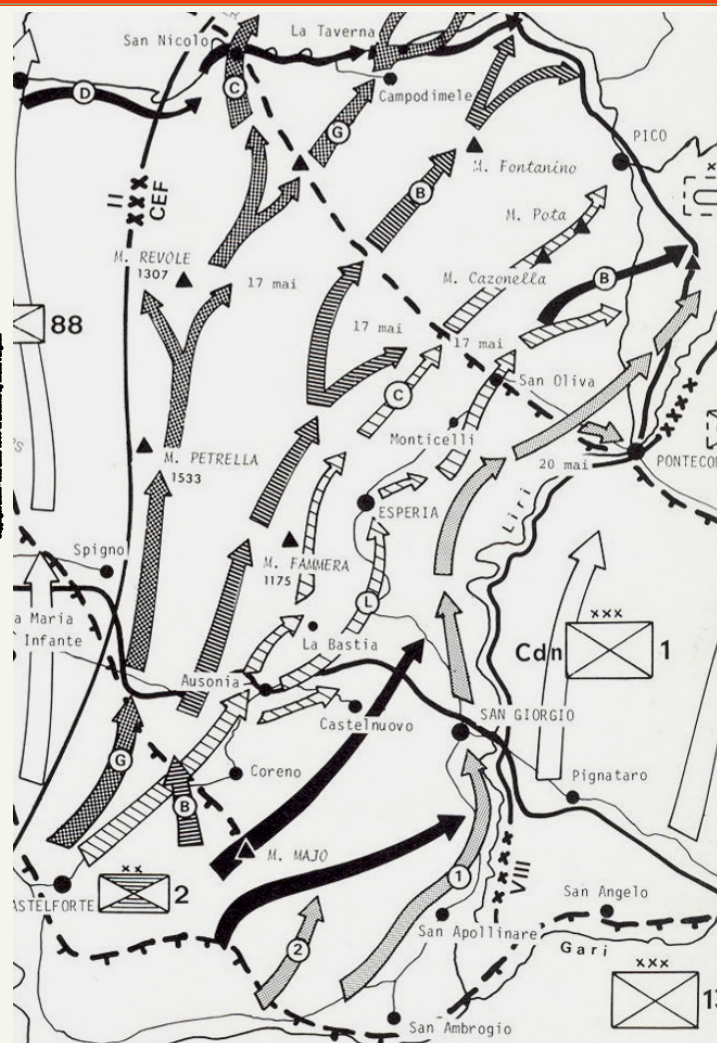 San Nicolo
La Taverna
D
C
Campodimele
G
PICO
M. Fontanino
II
CEF
B
M. Pota
M. REVOLE
1307
17 mai
M. Cazonella
B
88
17 mai
17 mai
San Oliva
C
Monticelli
M. PETRELLA
1533
20 mai
PONTECOR
ESPERIA
Liri
Spigno
M. FAMMERA
1175
L
a Maria
Infante
La Bastia
Cdn
1
Ausonia
Castelnuovo
SAN GIORGIO
G
Coreno
Pignataro
B
M. MAJO
1
VIII
ASTELFORTE
2
San Angelo
San Apollinare
Gari
2
13
San Ambrogio